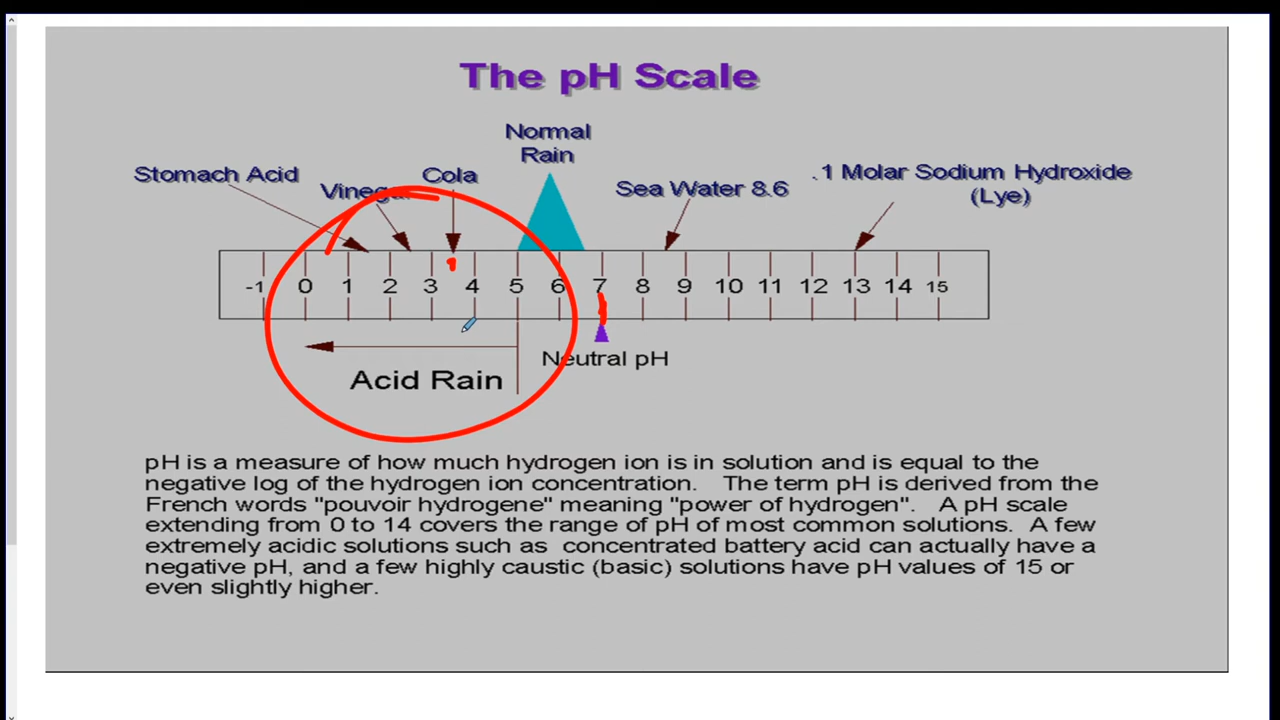 The pH Scale
Normal
Rain
Stomach Acid
Vinegar
Cola
Sea Water 8.6
.1 Molar Sodium Hydroxide
(Lye)
-1 0 1 2 3 4 5 6 7 8 9 10 11 12 13 14 15
Neutral pH
Acid Rain
pH is a measure of how much hydrogen ion is in solution and is equal to the
negative log of the hydrogen ion concentration. The term pH is derived from the
French words "pouvoir hydrogene" meaning "power of hydrogen". A pH scale
extending from 0 to 14 covers the range of pH of most common solutions. A few
extremely acidic solutions such as concentrated battery acid can actually have a
negative pH, and a few highly caustic (basic) solutions have pH values of 15 or
even slightly higher.